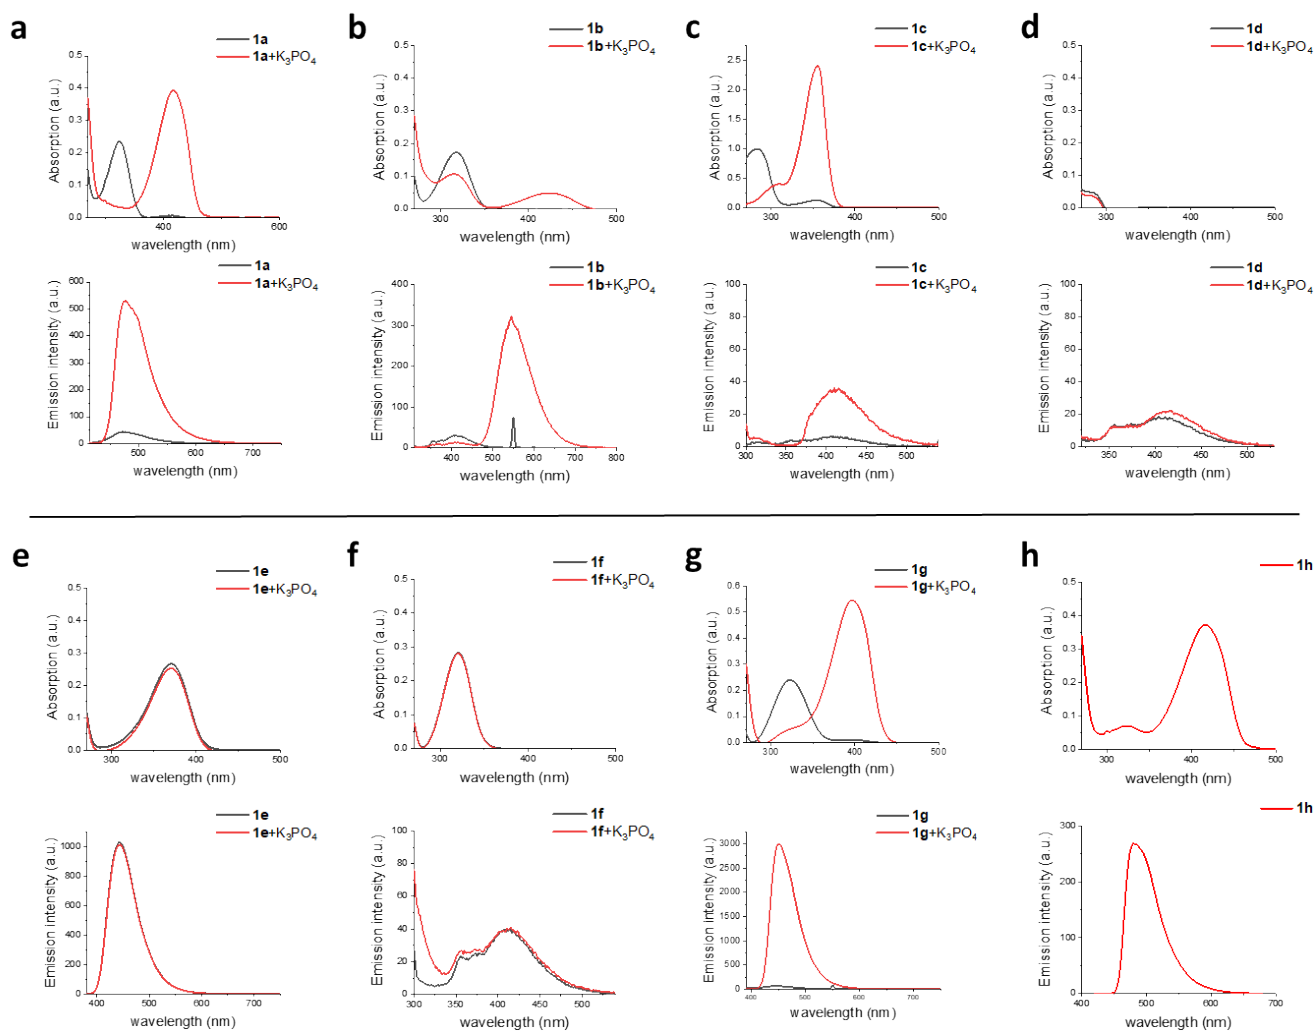 a
1a
1a+K₃PO₄
Absorption (a.u.)
0.5
0.4
0.3
0.2
0.1
0.0
400
600
wavelength (nm)
1a
1a+K₃PO₄
Emission intensity (a.u.)
600
500
400
300
200
100
0
500
700
wavelength (nm)
b
1b
1b+K₃PO₄
Absorption (a.u.)
0.5
0.4
0.3
0.2
0.1
0.0
300
400
500
wavelength (nm)
1b
1b+K₃PO₄
Emission intensity (a.u.)
400
300
200
100
0
400
500
600
700
800
wavelength (nm)
c
1c
1c+K₃PO₄
Absorption (a.u.)
2.5
2.0
1.5
1.0
0.5
0.0
300
400
500
wavelength (nm)
1c
1c+K₃PO₄
Emission intensity (a.u.)
100
80
60
40
20
0
300
350
400
450
500
wavelength (nm)
d
1d
1d+K₃PO₄
Absorption (a.u.)
0.5
0.4
0.3
0.2
0.1
0.0
300
400
500
wavelength (nm)
1d
1d+K₃PO₄
Emission intensity (a.u.)
100
80
60
40
20
0
350
400
450
500
wavelength (nm)
e
1e
1e+K₃PO₄
Absorption (a.u.)
0.5
0.4
0.3
0.2
0.1
0.0
300
400
500
wavelength (nm)
1e
1e+K₃PO₄
Emission intensity (a.u.)
1000
800
600
400
200
0
400
500
600
700
wavelength (nm)
f
1f
1f+K₃PO₄
Absorption (a.u.)
0.5
0.4
0.3
0.2
0.1
0.0
300
400
500
wavelength (nm)
1f
1f+K₃PO₄
Emission intensity (a.u.)
100
80
60
40
20
0
300
350
400
450
500
wavelength (nm)
g
1g
1g+K₃PO₄
Absorption (a.u.)
0.6
0.5
0.4
0.3
0.2
0.1
0.0
300
400
500
wavelength (nm)
1g
1g+K₃PO₄
Emission intensity (a.u.)
3000
2500
2000
1500
1000
500
0
400
500
600
700
wavelength (nm)
h
1h
Absorption (a.u.)
0.5
0.4
0.3
0.2
0.1
0.0
300
400
500
wavelength (nm)
1h
Emission intensity (a.u.)
300
200
100
0
400
500
600
700
wavelength (nm)